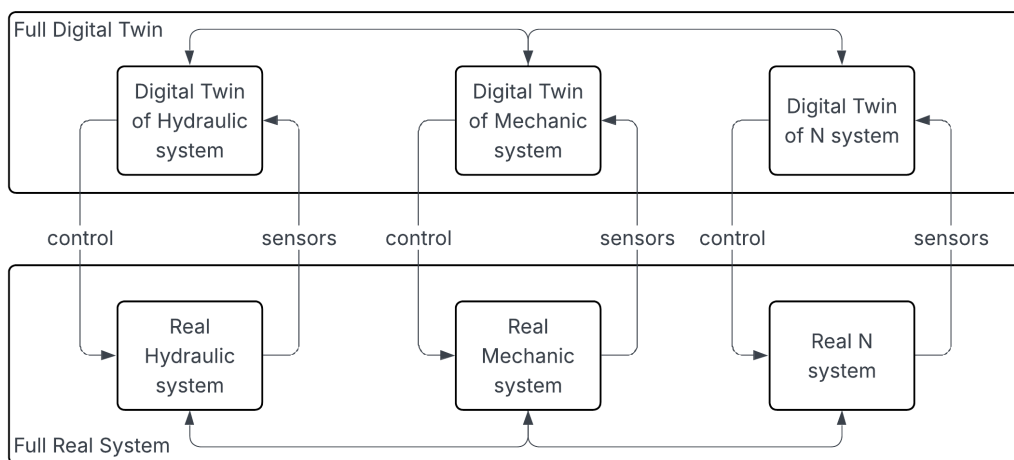 Full Digital Twin
Digital Twin
of Hydraulic
system
Digital Twin
of Mechanic
system
Digital Twin
of N system
control
sensors
control
sensors
control
sensors
Real
Hydraulic
system
Real
Mechanic
system
Real N
system
Full Real System